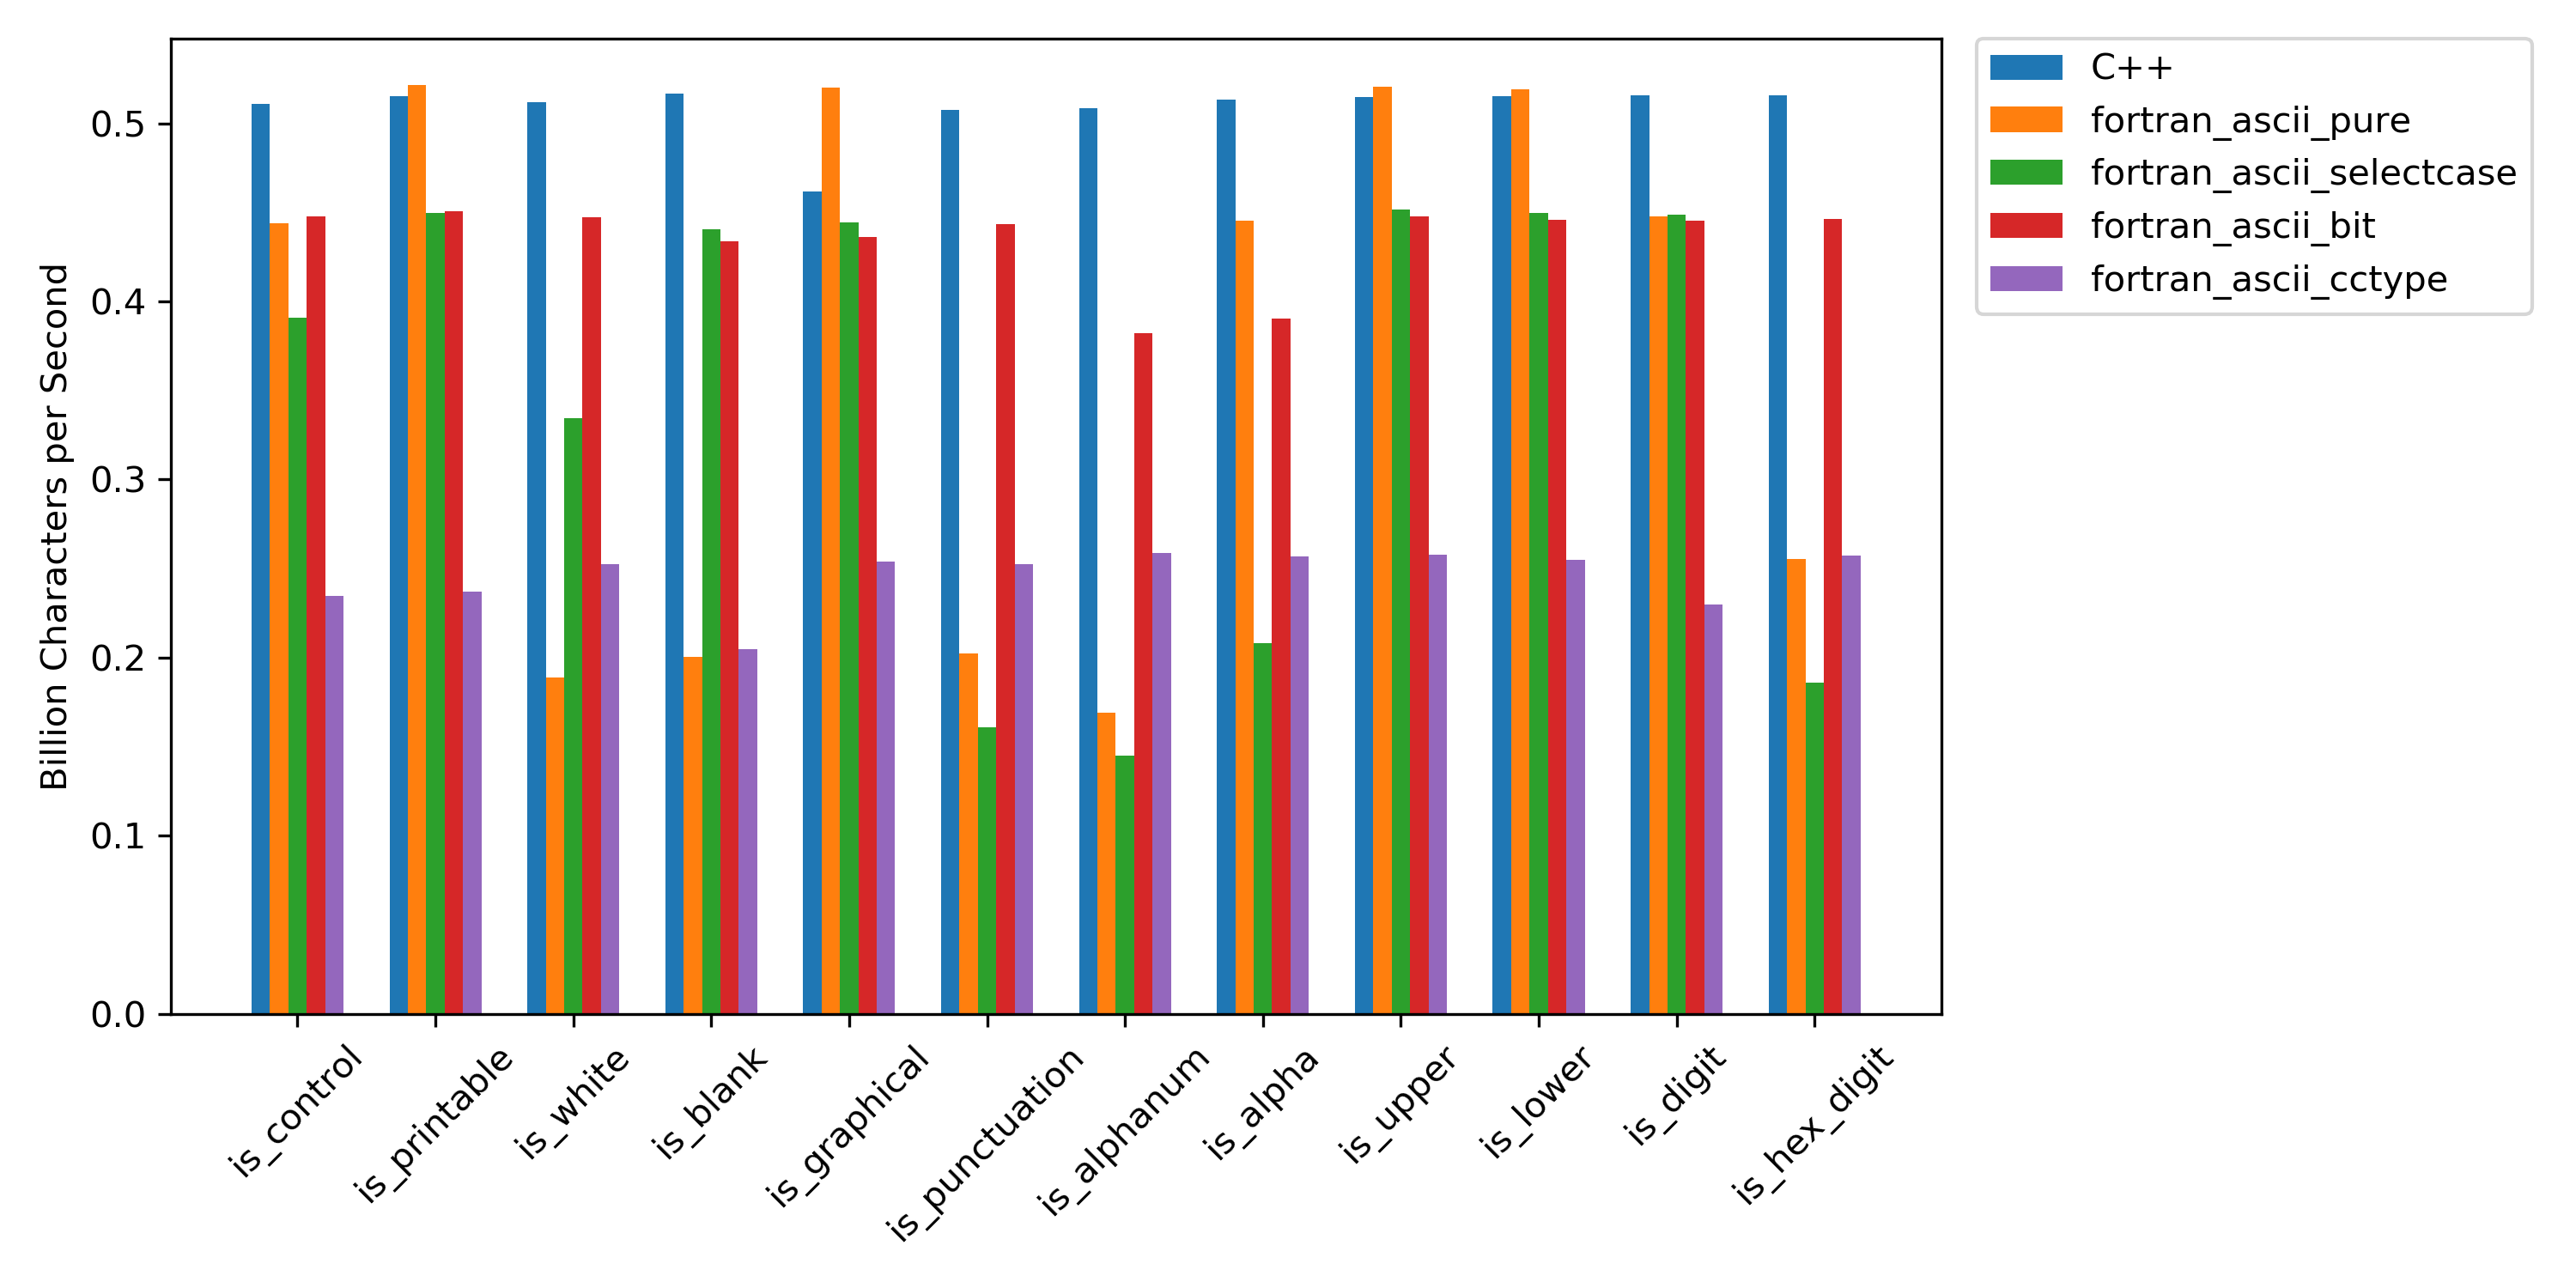 Billion Characters per Second
0.5
0.4
0.3
0.2
0.1
0.0
is_control
is_printable
is_white
is_blank
is_graphical
is_punctuation
is_alphanum
is_alpha
is_upper
is_lower
is_digit
is_hex_digit
C++
fortran_ascii_pure
fortran_ascii_selectcase
fortran_ascii_bit
fortran_ascii_cctype